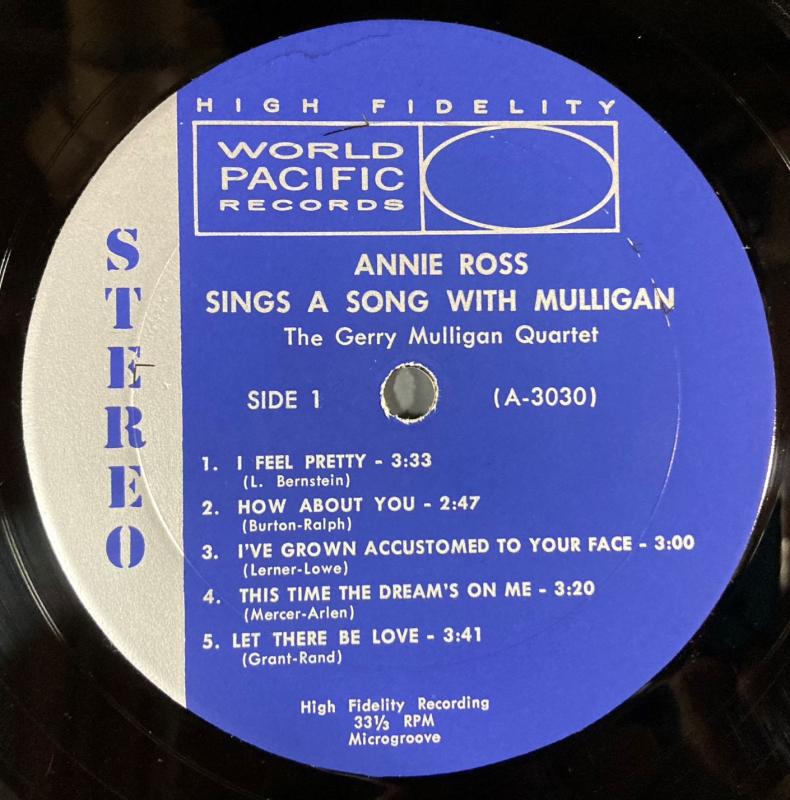 HIGH FIDELITY
WORLD
PACIFIC
RECORDS
STEREO
ANNIE ROSS
SINGS A SONG WITH MULLIGAN
The Gerry Mulligan Quartet
SIDE 1 (A-3030)
1. I FEEL PRETTY - 3:33
(L. Bernstein)
2. HOW ABOUT YOU - 2:47
(Burton-Ralph)
3. I'VE GROWN ACCUSTOMED TO YOUR FACE - 3:00
(Lerner-Lowe)
4. THIS TIME THE DREAM'S ON ME - 3:20
(Mercer-Arlen)
5. LET THERE BE LOVE - 3:41
(Grant-Rand)
High Fidelity Recording
33⅓ RPM
Microgroove